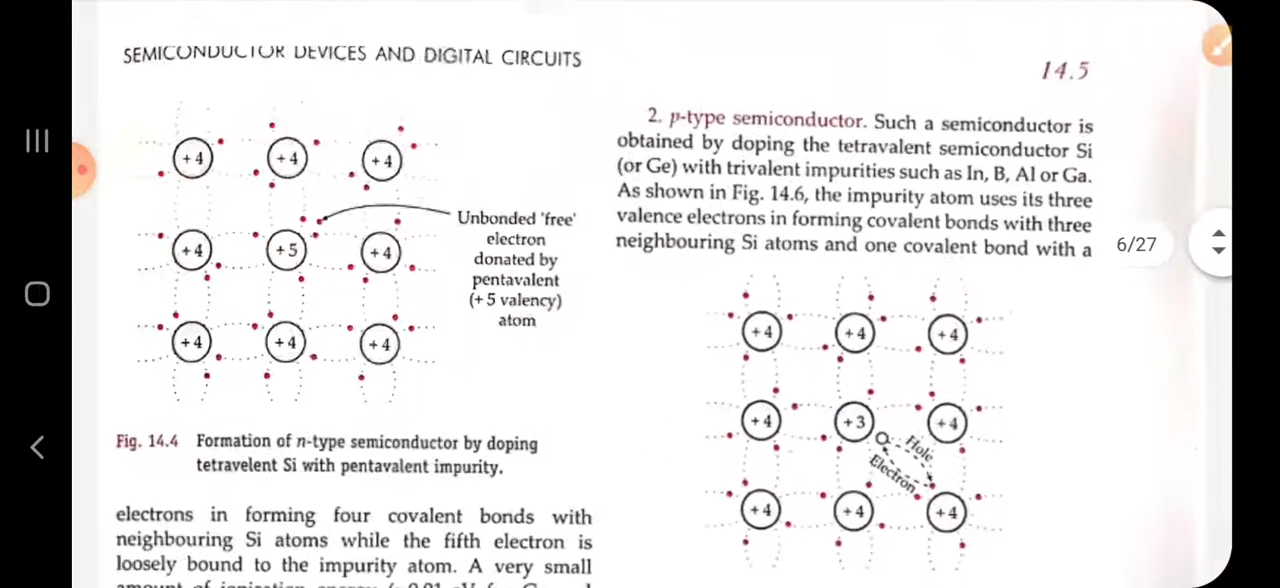 SEMICONDUCTOR DEVICES AND DIGITAL CIRCUITS
14.5
+4
+4
+4
+4
+5
+4
+4
+4
+4
Unbonded 'free'
electron
donated by
pentavalent
(+5 valency)
atom
Fig. 14.4 Formation of n-type semiconductor by doping
tetravelent Si with pentavalent impurity.
electrons in forming four covalent bonds with
neighbouring Si atoms while the fifth electron is
loosely bound to the impurity atom. A very small
2. p-type semiconductor. Such a semiconductor is
obtained by doping the tetravalent semiconductor Si
(or Ge) with trivalent impurities such as In, B, Al or Ga.
As shown in Fig. 14.6, the impurity atom uses its three
valence electrons in forming covalent bonds with three
neighbouring Si atoms and one covalent bond with a
+4
+4
+4
+4
+3
+4
Hole
Electron
+4
+4
+4
6/27